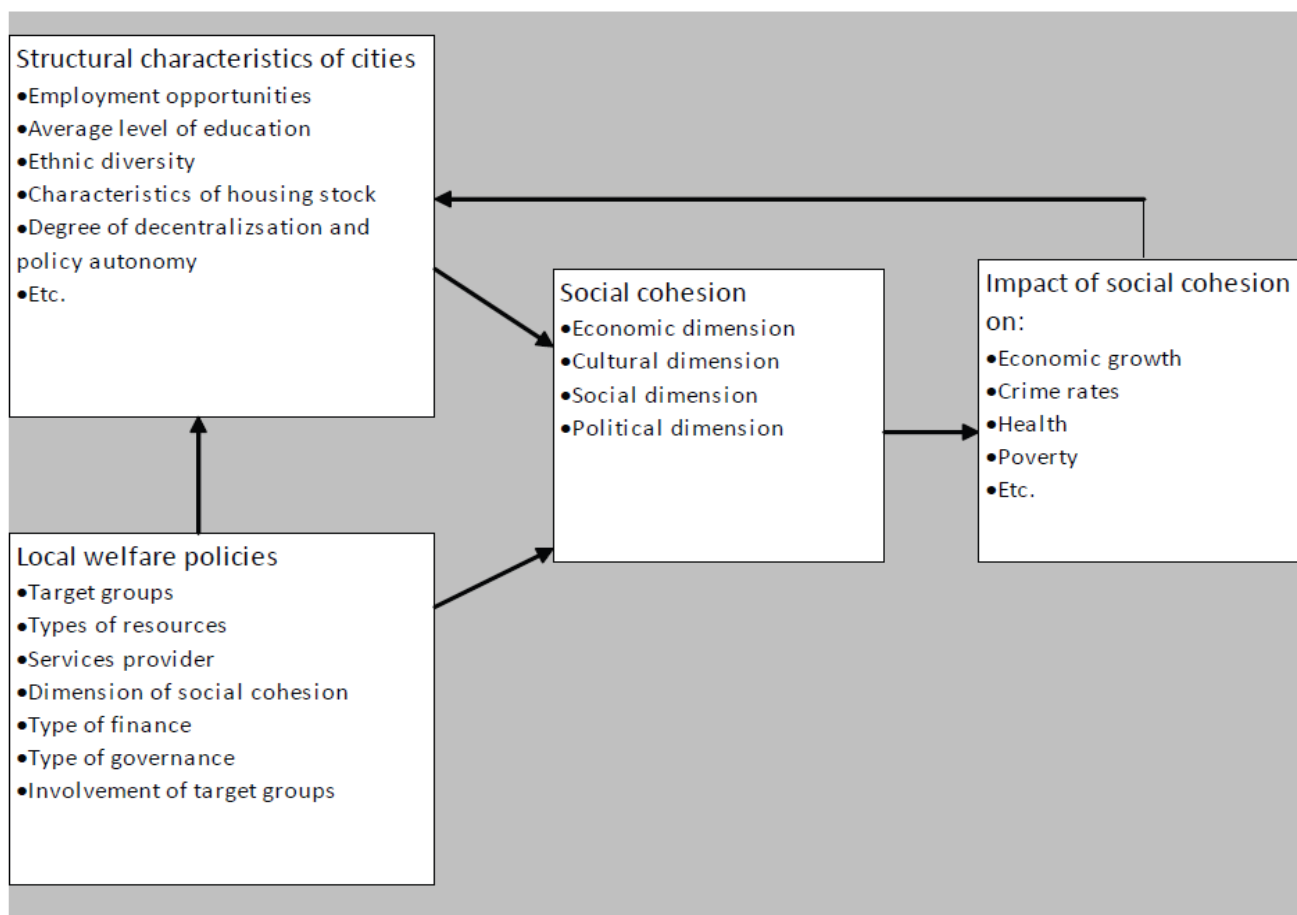 Structural characteristics of cities
•Employment opportunities
•Average level of education
•Ethnic diversity
•Characteristics of housing stock
•Degree of decentralizsation and
policy autonomy
•Etc.
Local welfare policies
•Target groups
•Types of resources
•Services provider
•Dimension of social cohesion
•Type of finance
•Type of governance
•Involvement of target groups
Social cohesion
•Economic dimension
•Cultural dimension
•Social dimension
•Political dimension
Impact of social cohesion
on:
•Economic growth
•Crime rates
•Health
•Poverty
•Etc.